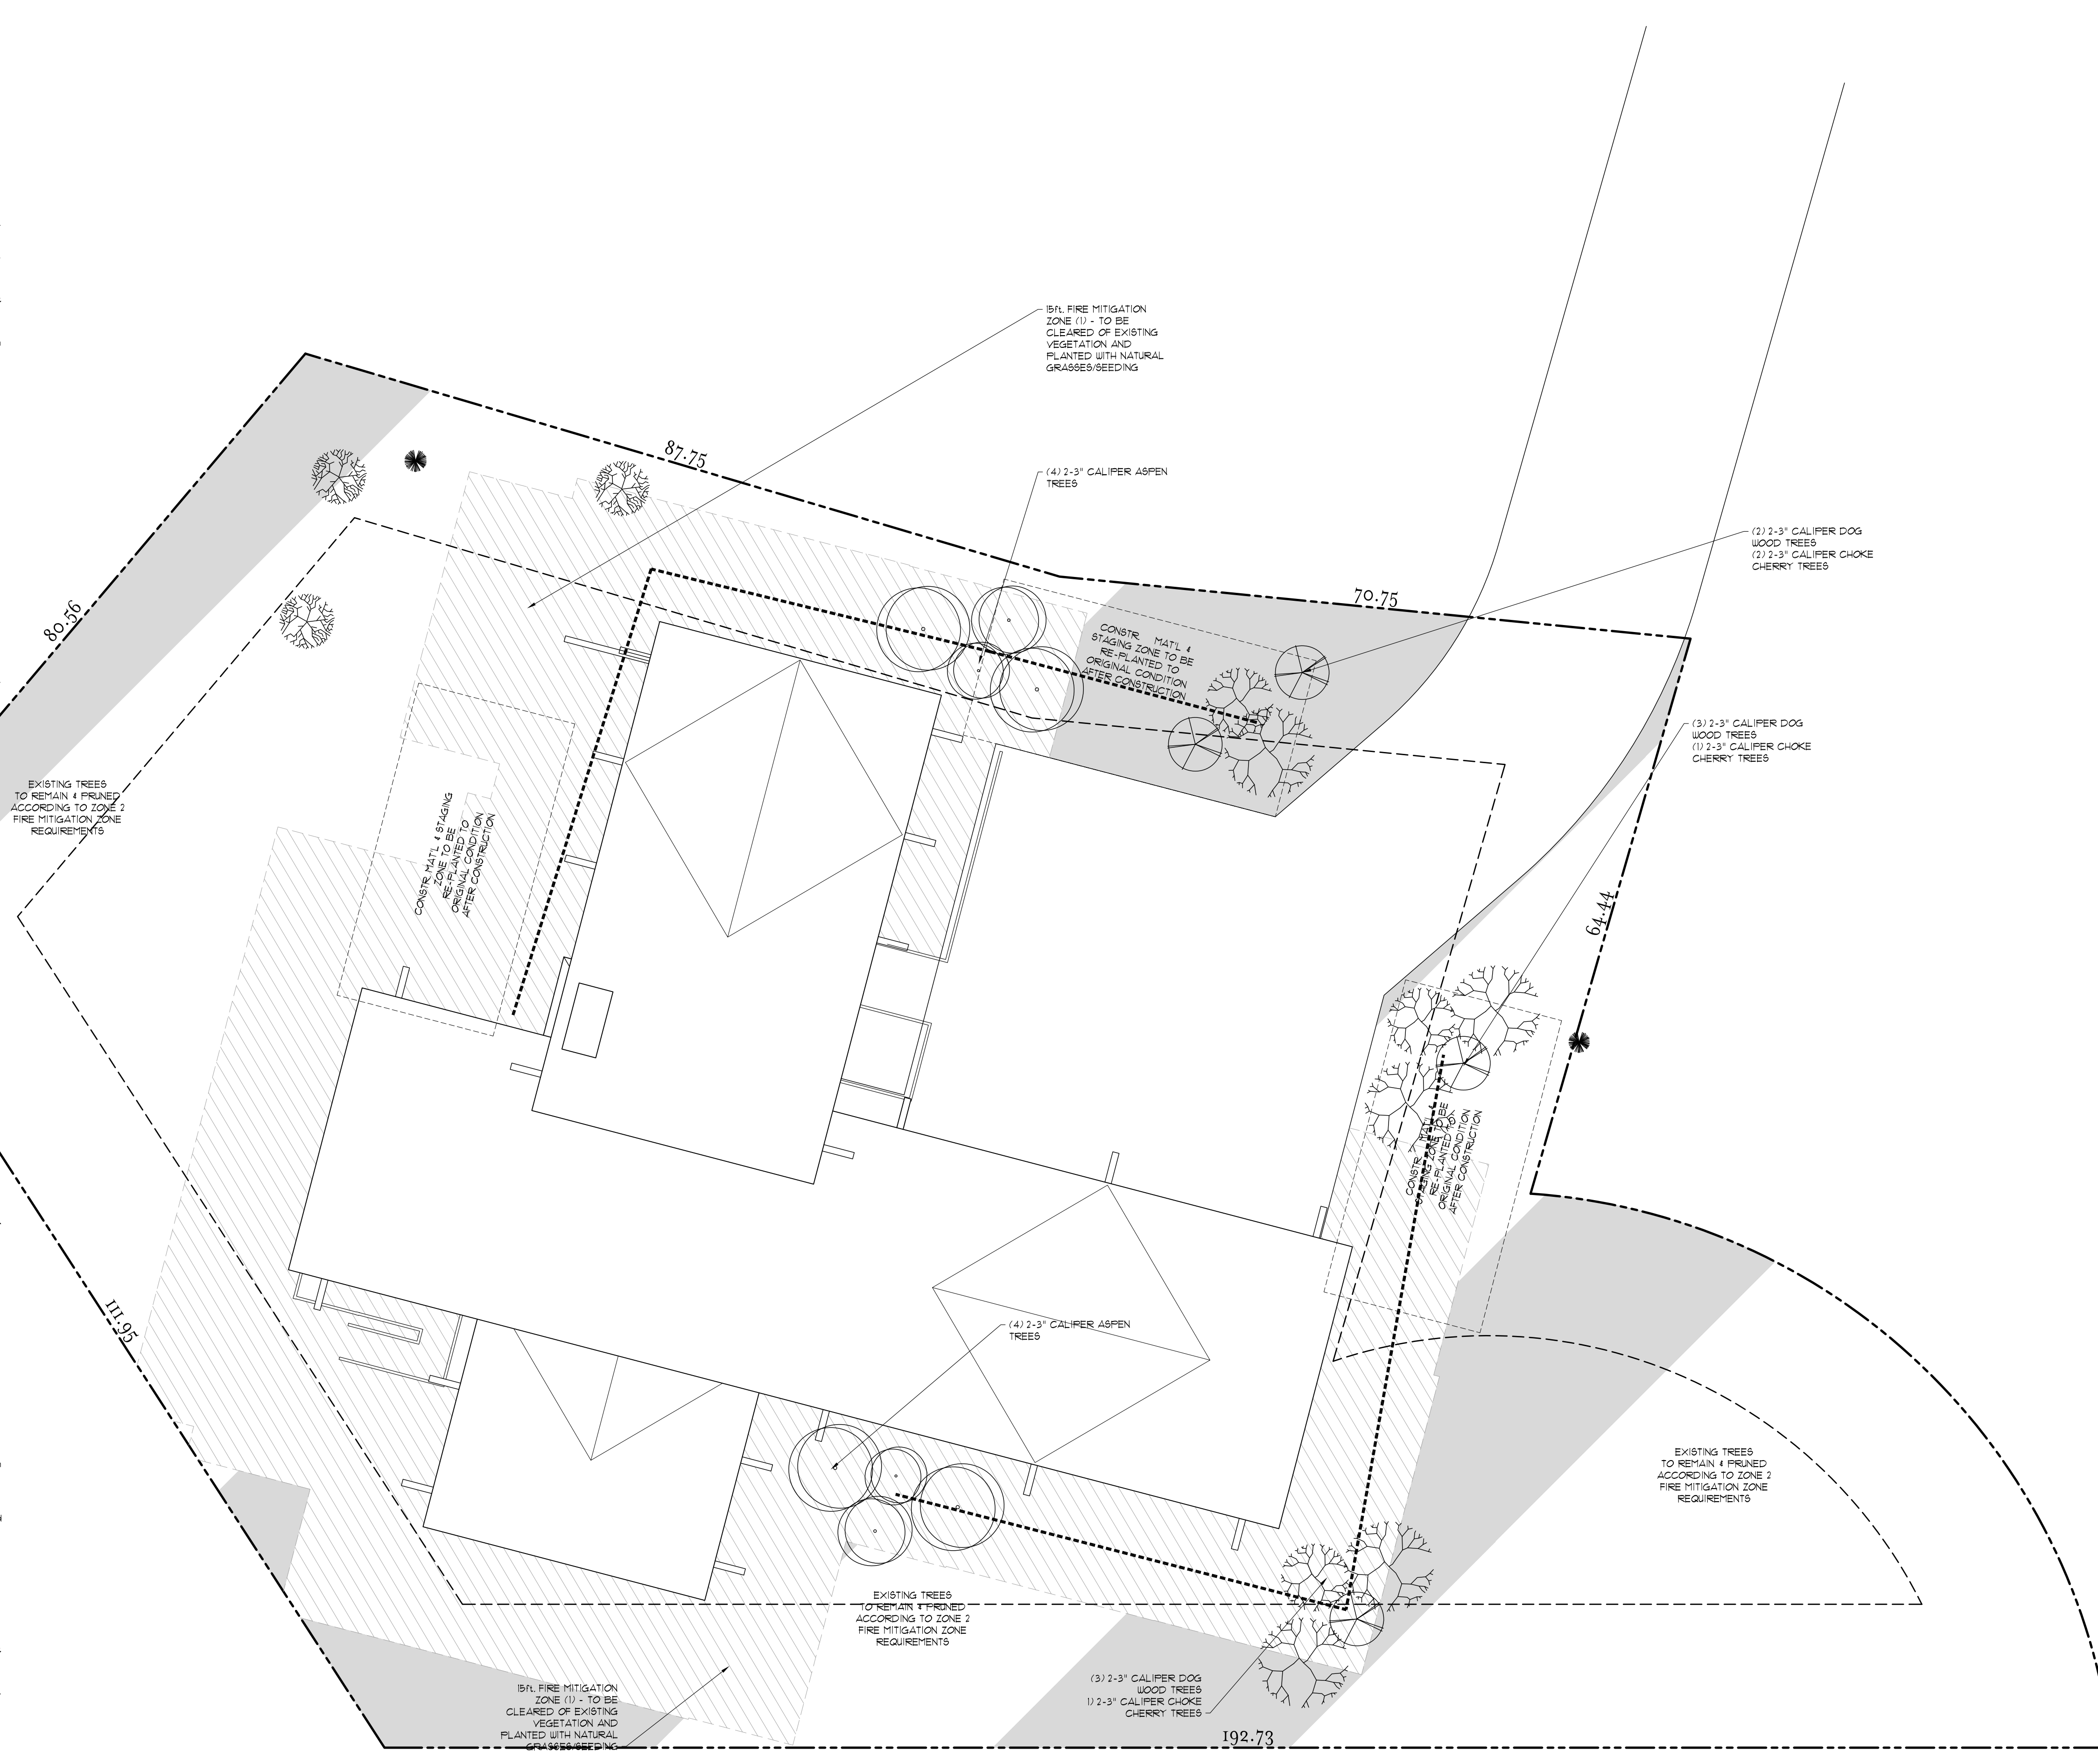 15ft. FIRE MITIGATION
ZONE (1) - TO BE
CLEARED OF EXISTING
VEGETATION AND
PLANTED WITH NATURAL
GRASSES/SEEDING
87.75
(4) 2-3" CALIPER ASPEN
TREES
(2) 2-3" CALIPER DOG
WOOD TREES
(2) 2-3" CALIPER CHOKE
CHERRY TREES
80.56
70.75
CONSTR. MAT'L &
STAGING ZONE TO BE
RE-PLANTED TO
ORIGINAL CONDITION
AFTER CONSTRUCTION
(3) 2-3" CALIPER DOG
WOOD TREES
(1) 2-3" CALIPER CHOKE
CHERRY TREES
EXISTING TREES
TO REMAIN & PRUNED
ACCORDING TO ZONE 2
FIRE MITIGATION ZONE
REQUIREMENTS
CONSTR. MAT'L & STAGING
ZONE TO BE
RE-PLANTED TO
ORIGINAL CONDITION
AFTER CONSTRUCTION
64.44
CONSTR. MAT'L
STAGING ZONE TO BE
RE-PLANTED TO
ORIGINAL CONDITION
AFTER CONSTRUCTION
111.95
(4) 2-3" CALIPER ASPEN
TREES
EXISTING TREES
TO REMAIN & PRUNED
ACCORDING TO ZONE 2
FIRE MITIGATION ZONE
REQUIREMENTS
EXISTING TREES
TO REMAIN & PRUNED
ACCORDING TO ZONE 2
FIRE MITIGATION ZONE
REQUIREMENTS
15ft. FIRE MITIGATION
ZONE (1) - TO BE
CLEARED OF EXISTING
VEGETATION AND
PLANTED WITH NATURAL
GRASSES/SEEDING
(3) 2-3" CALIPER DOG
WOOD TREES
1) 2-3" CALIPER CHOKE
CHERRY TREES
192.73